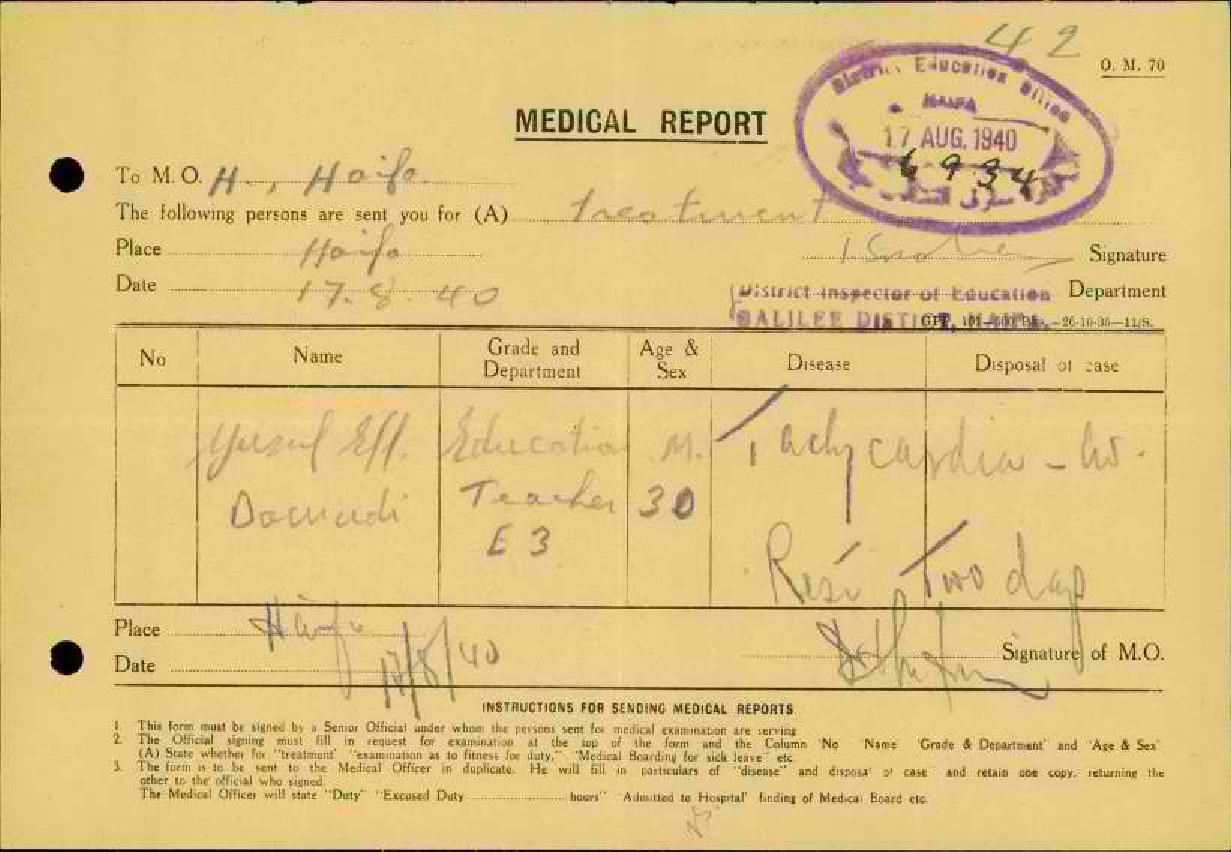 42
O. M. 70
District Education Office
HAIFA
17 AUG. 1940
4934
MEDICAL REPORT
To M.O. H., Haifa.
The following persons are sent you for (A) treatment
Place Haifa
Signature
Date 17.8.40
District Inspector of Education Department
GALILEE DISTRICT, HAIFA. —26-10-35—11/S.
No Name Grade and Department Age & Sex Disease Disposal of case
Yusuf Eff. Education M. Tachycardia –
Daoudi Teacher 30
E 3
Rest Two days
Place Haifa
Signature of M.O.
Date 17/8/40
INSTRUCTIONS FOR SENDING MEDICAL REPORTS
1. This form must be signed by a Senior Official under whom the persons sent for medical examination are serving
2. The Official signing must fill in request for examination at the top of the form and the Column 'No Name 'Grade & Department' and 'Age & Sex'
(A) State whether for "treatment" "examination as to fitness for duty," "Medical Boarding for sick leave" etc
3. The form is to be sent to the Medical Officer in duplicate. He will fill in particulars of "disease" and disposal of case and retain one copy, returning the
other to the official who signed.
The Medical Officer will state "Duty" "Excused Duty hours" 'Admitted to Hospital' finding of Medical Board etc.